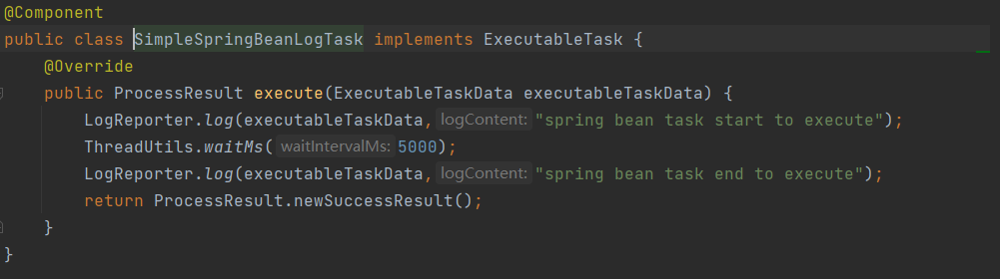 @Component
public class SimpleSpringBeanLogTask implements ExecutableTask {
@Override
public ProcessResult execute(ExecutableTaskData executableTaskData) {
LogReporter.log(executableTaskData, logContent: "spring bean task start to execute");
ThreadUtils.waitMs( waitIntervalMs: 5000);
LogReporter.log(executableTaskData, logContent: "spring bean task end to execute");
return ProcessResult.newSuccessResult();
}
}